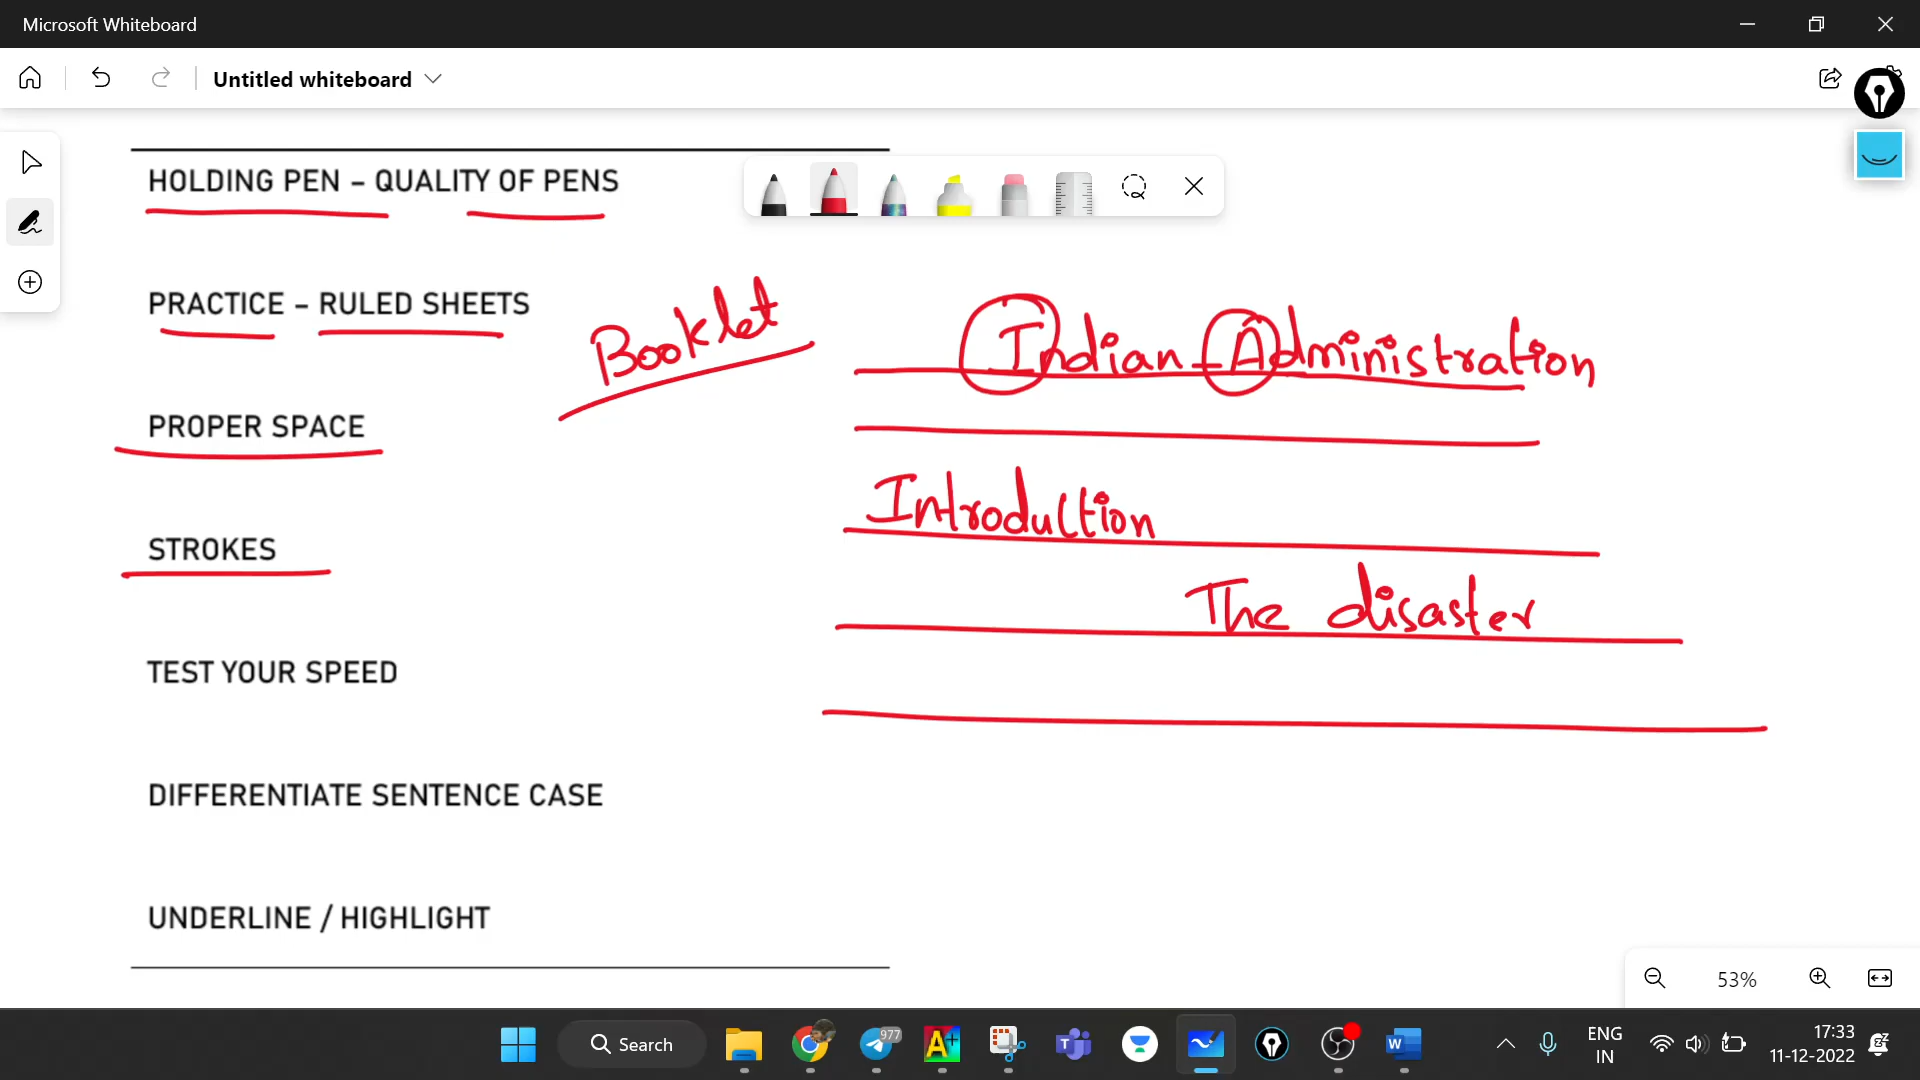 Microsoft Whiteboard
Untitled whiteboard
HOLDING PEN – QUALITY OF PENS
PRACTICE – RULED SHEETS
Booklet
Indian Administration
PROPER SPACE
Introduction
STROKES
The disaster
TEST YOUR SPEED
DIFFERENTIATE SENTENCE CASE
UNDERLINE / HIGHLIGHT
53%
Search
977
ENG
IN
17:33
11-12-2022